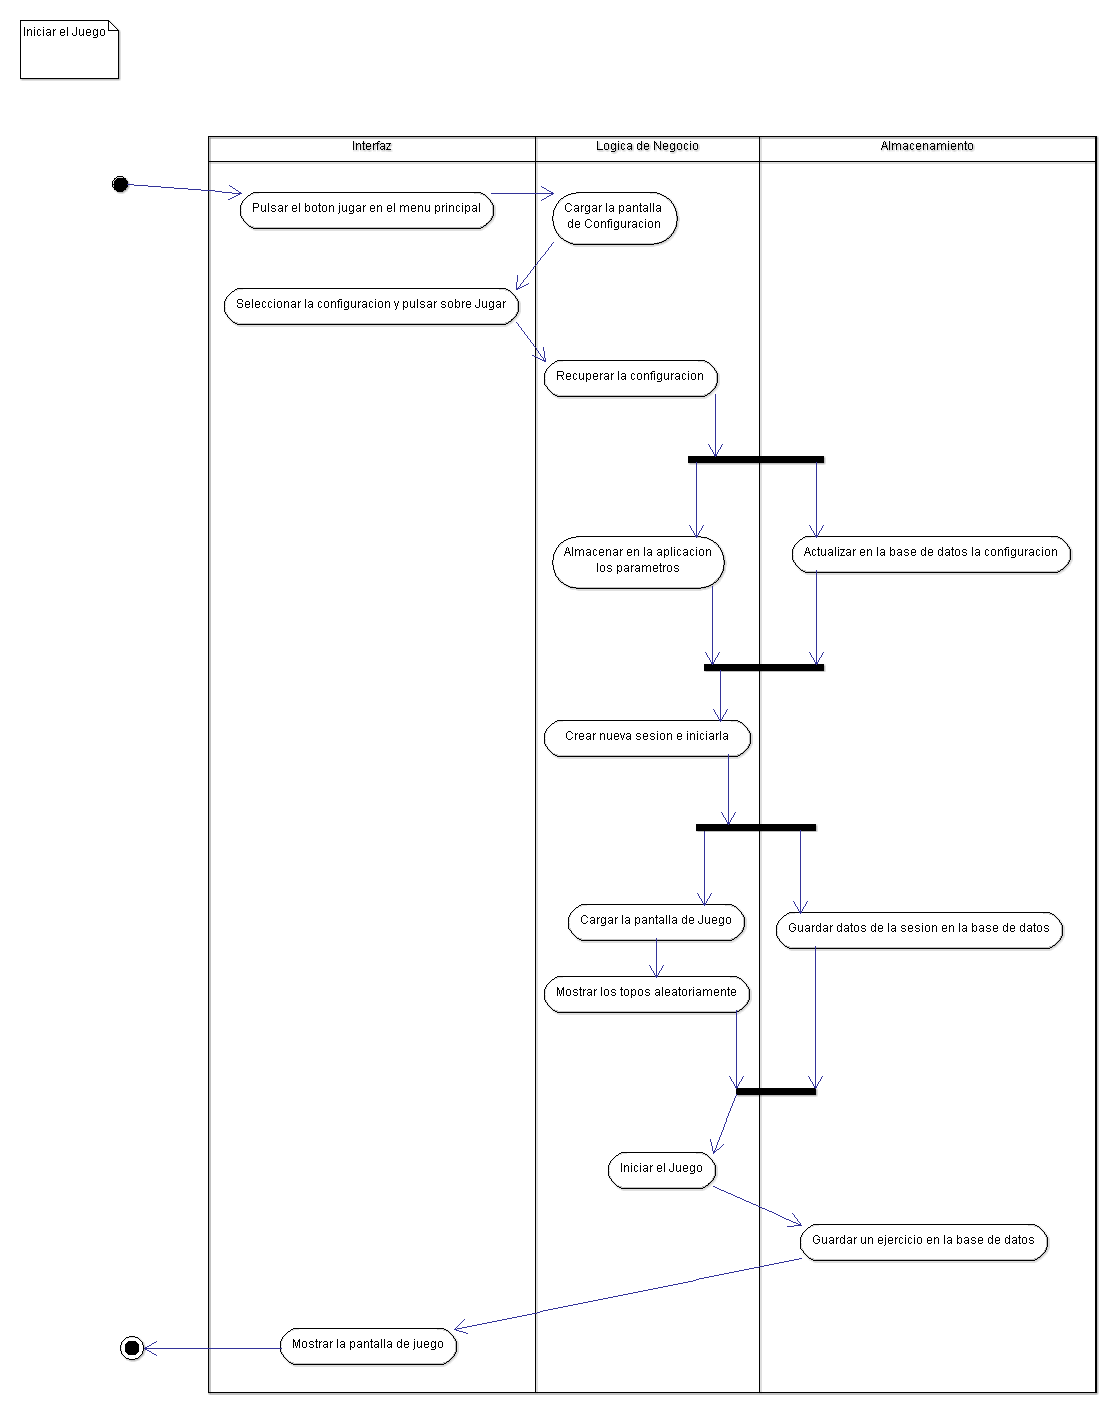 Iniciar el Juego
Interfaz
Logica de Negocio
Almacenamiento
Pulsar el boton jugar en el menu principal
Cargar la pantalla
de Configuracion
Seleccionar la configuracion y pulsar sobre Jugar
Recuperar la configuracion
Almacenar en la aplicacion
los parametros
Actualizar en la base de datos la configuracion
Crear nueva sesion e iniciarla
Cargar la pantalla de Juego
Guardar datos de la sesion en la base de datos
Mostrar los topos aleatoriamente
Iniciar el Juego
Guardar un ejercicio en la base de datos
Mostrar la pantalla de juego